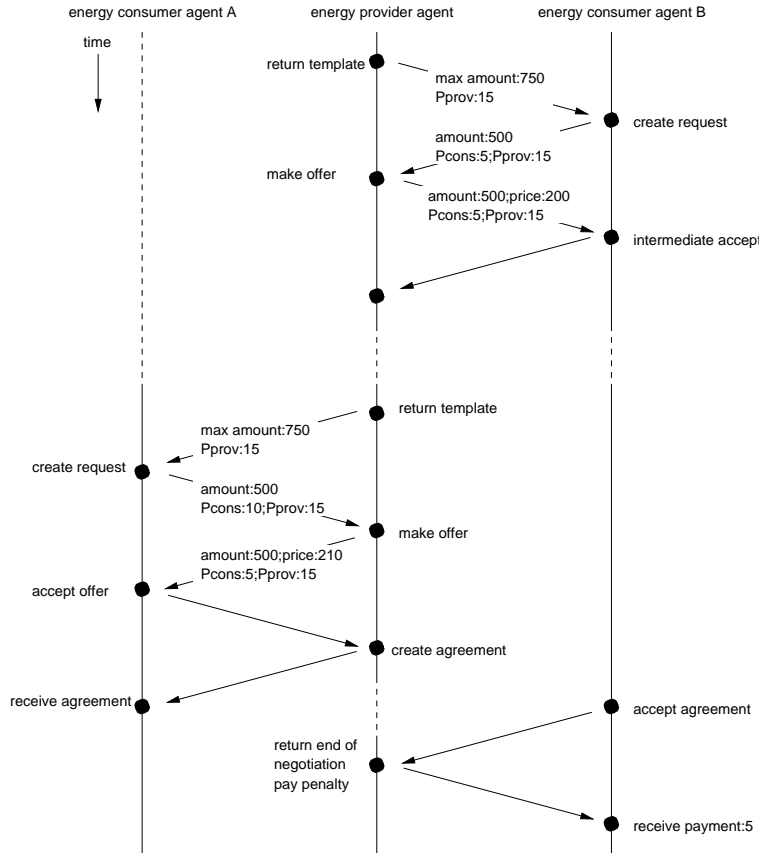 energy consumer agent A
energy provider agent
energy consumer agent B
time
return template
max amount:750
Pprov:15
create request
amount:500
Pcons:5;Pprov:15
make offer
amount:500;price:200
Pcons:5;Pprov:15
intermediate accept
return template
max amount:750
Pprov:15
create request
amount:500
Pcons:10;Pprov:15
make offer
amount:500;price:210
Pcons:5;Pprov:15
accept offer
create agreement
receive agreement
accept agreement
return end of
negotiation
pay penalty
receive payment:5